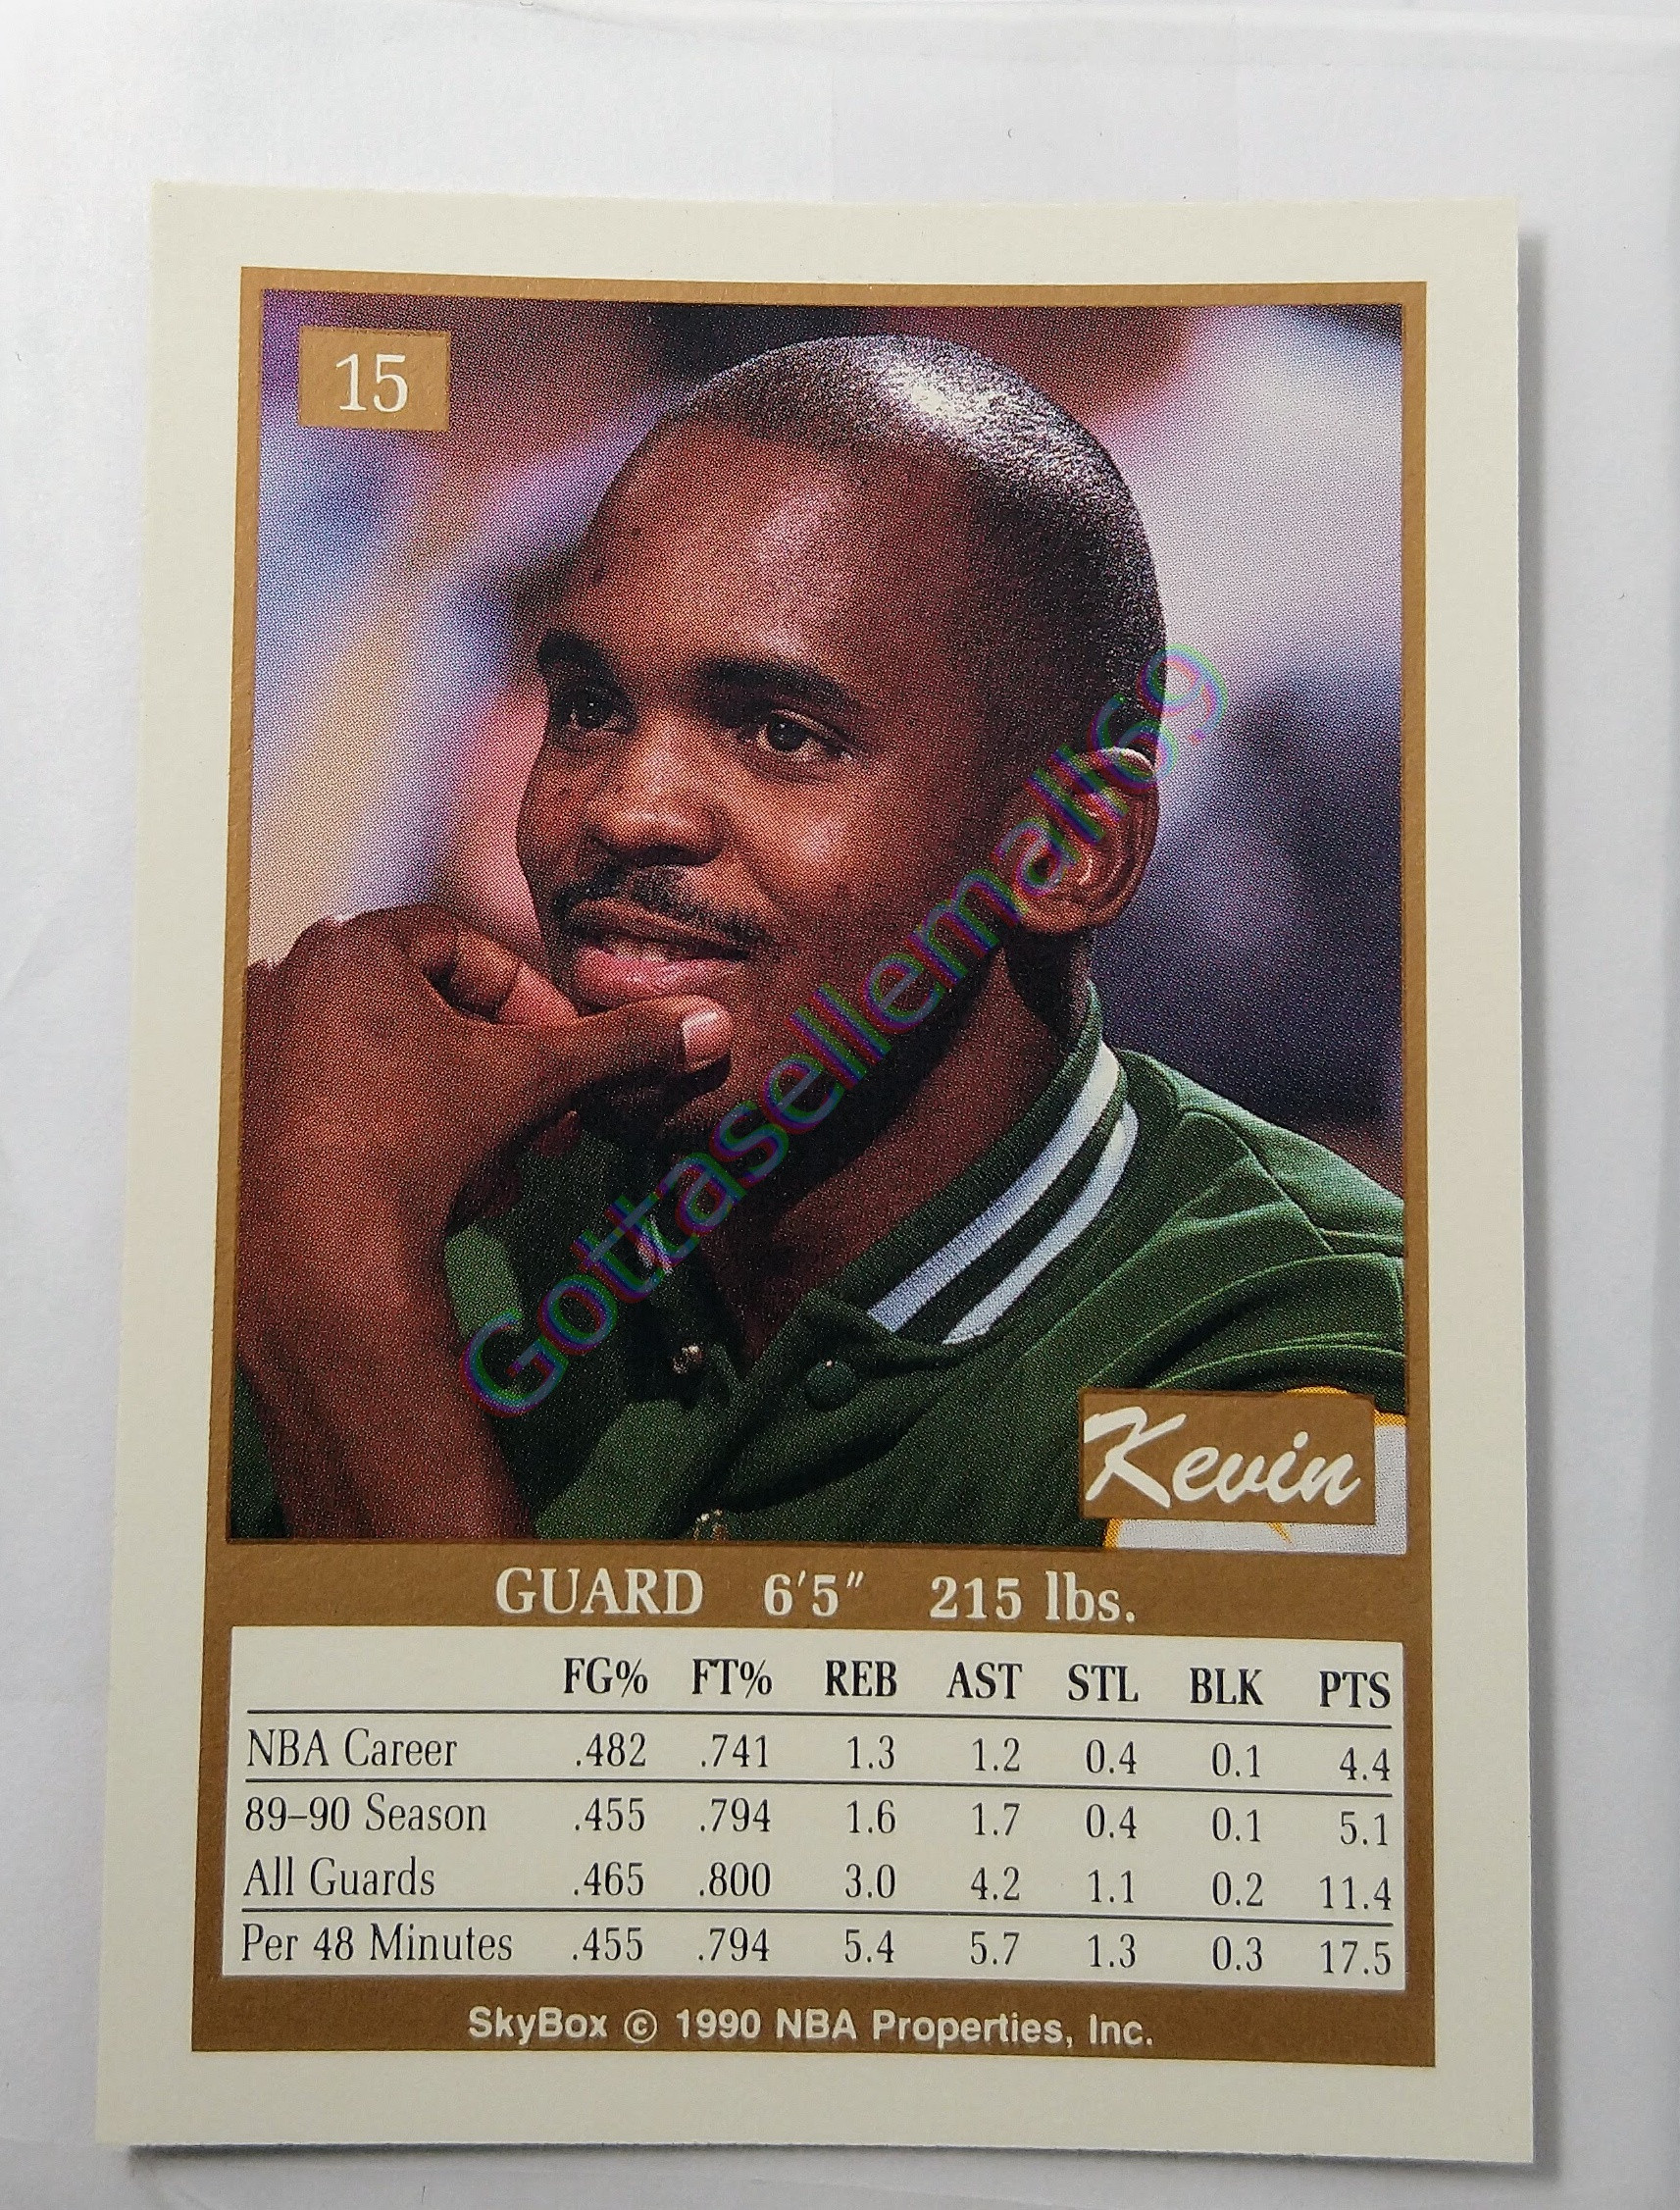 15
Gottasellemall69
Kevin
GUARD 6'5" 215 lbs.
FG% FT% REB AST STL BLK PTS
NBA Career .482 .741 1.3 1.2 0.4 0.1 4.4
89–90 Season .455 .794 1.6 1.7 0.4 0.1 5.1
All Guards .465 .800 3.0 4.2 1.1 0.2 11.4
Per 48 Minutes .455 .794 5.4 5.7 1.3 0.3 17.5
SkyBox © 1990 NBA Properties, Inc.